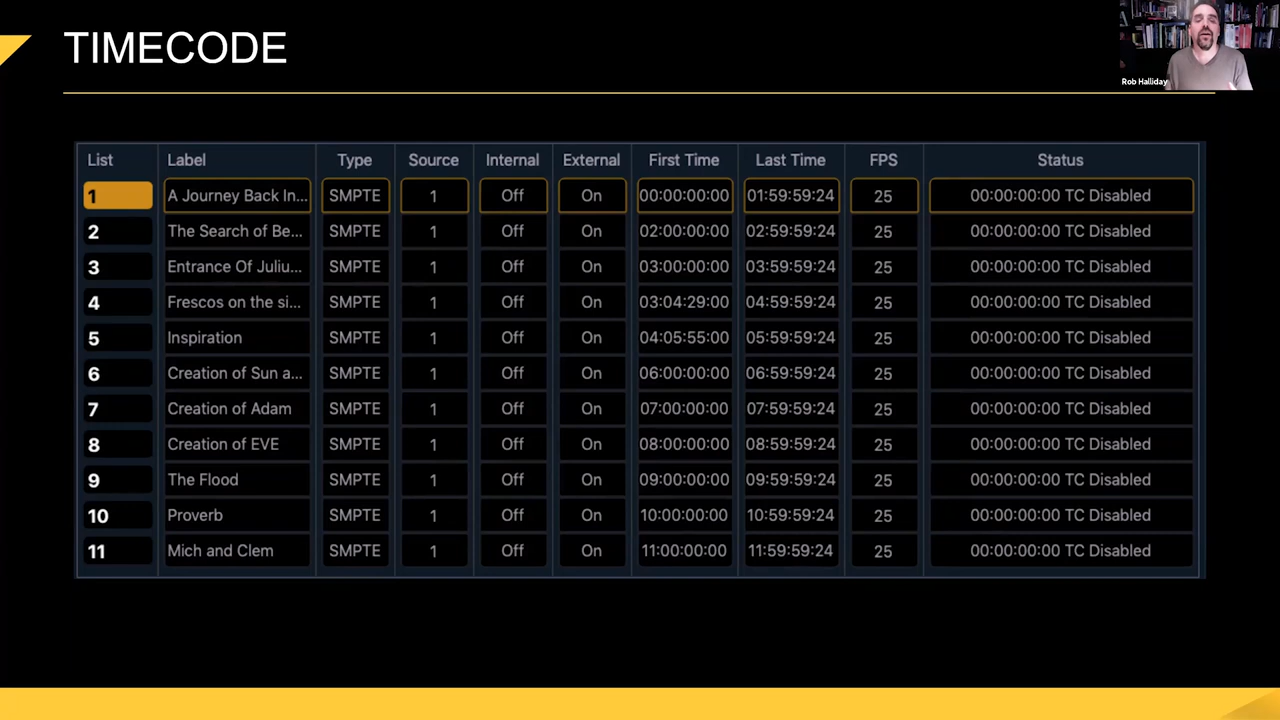 TIMECODE
Rob Halliday
List Label Type Source Internal External First Time Last Time FPS Status
1 A Journey Back In... SMPTE 1 Off On 00:00:00:00 01:59:59:24 25 00:00:00:00 TC Disabled
2 The Search of Be... SMPTE 1 Off On 02:00:00:00 02:59:59:24 25 00:00:00:00 TC Disabled
3 Entrance Of Juliu... SMPTE 1 Off On 03:00:00:00 03:59:59:24 25 00:00:00:00 TC Disabled
4 Frescos on the si... SMPTE 1 Off On 03:04:29:00 04:59:59:24 25 00:00:00:00 TC Disabled
5 Inspiration SMPTE 1 Off On 04:05:55:00 05:59:59:24 25 00:00:00:00 TC Disabled
6 Creation of Sun a... SMPTE 1 Off On 06:00:00:00 06:59:59:24 25 00:00:00:00 TC Disabled
7 Creation of Adam SMPTE 1 Off On 07:00:00:00 07:59:59:24 25 00:00:00:00 TC Disabled
8 Creation of EVE SMPTE 1 Off On 08:00:00:00 08:59:59:24 25 00:00:00:00 TC Disabled
9 The Flood SMPTE 1 Off On 09:00:00:00 09:59:59:24 25 00:00:00:00 TC Disabled
10 Proverb SMPTE 1 Off On 10:00:00:00 10:59:59:24 25 00:00:00:00 TC Disabled
11 Mich and Clem SMPTE 1 Off On 11:00:00:00 11:59:59:24 25 00:00:00:00 TC Disabled